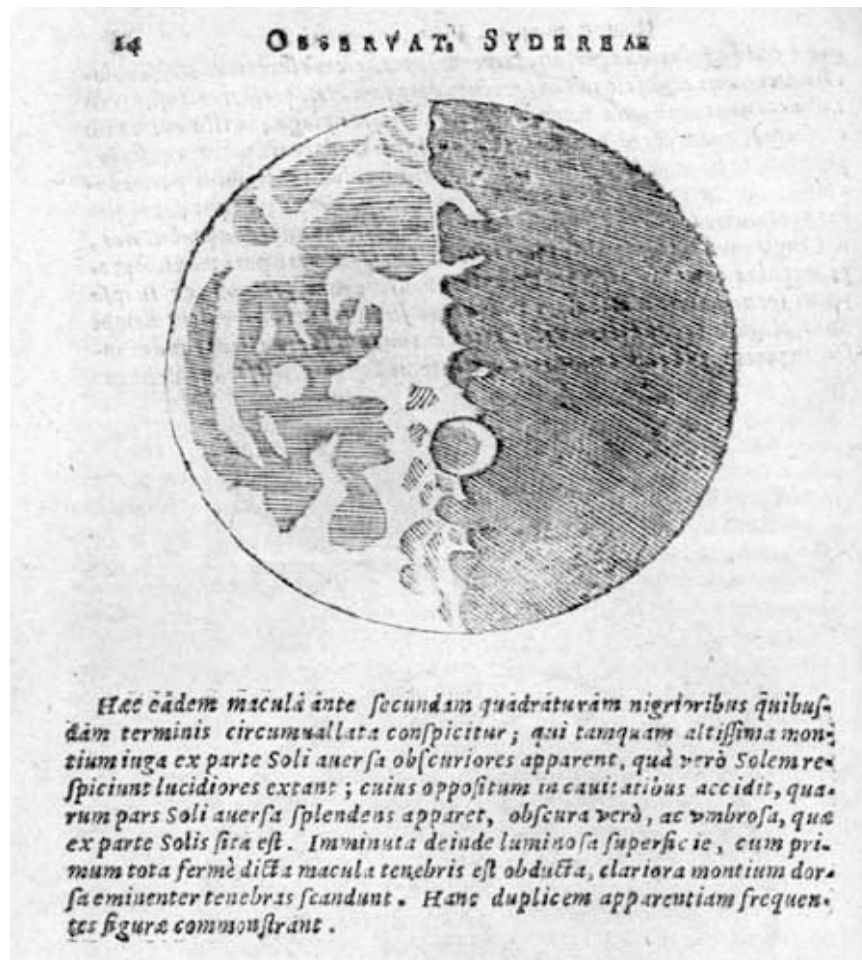 14 OBSERVAT. SYDEREAE
Hæc eadem macula ante ſecundam quadraturam nigrioribus quibuſ-
dam terminis circumuallata conſpicitur; qui tamquam altiſſima mon-
tium iuga ex parte Soli auerſa obſcuriores apparent, quà verò Solem re-
ſpiciunt lucidiores extant; cuius oppoſitum in cauitatibus accidit, qua-
rum pars Soli auerſa ſplendens apparet, obſcura verò, ac vmbroſa, quæ
ex parte Solis ſita eſt. Imminuta deinde luminoſa ſuperficie, cum pri-
mum tota fermè dicta macula tenebris eſt obducta, clariora montium dor-
ſa eminenter tenebras ſcandunt. Hanc duplicem apparentiam frequen-
tes figuræ commonſtrant.